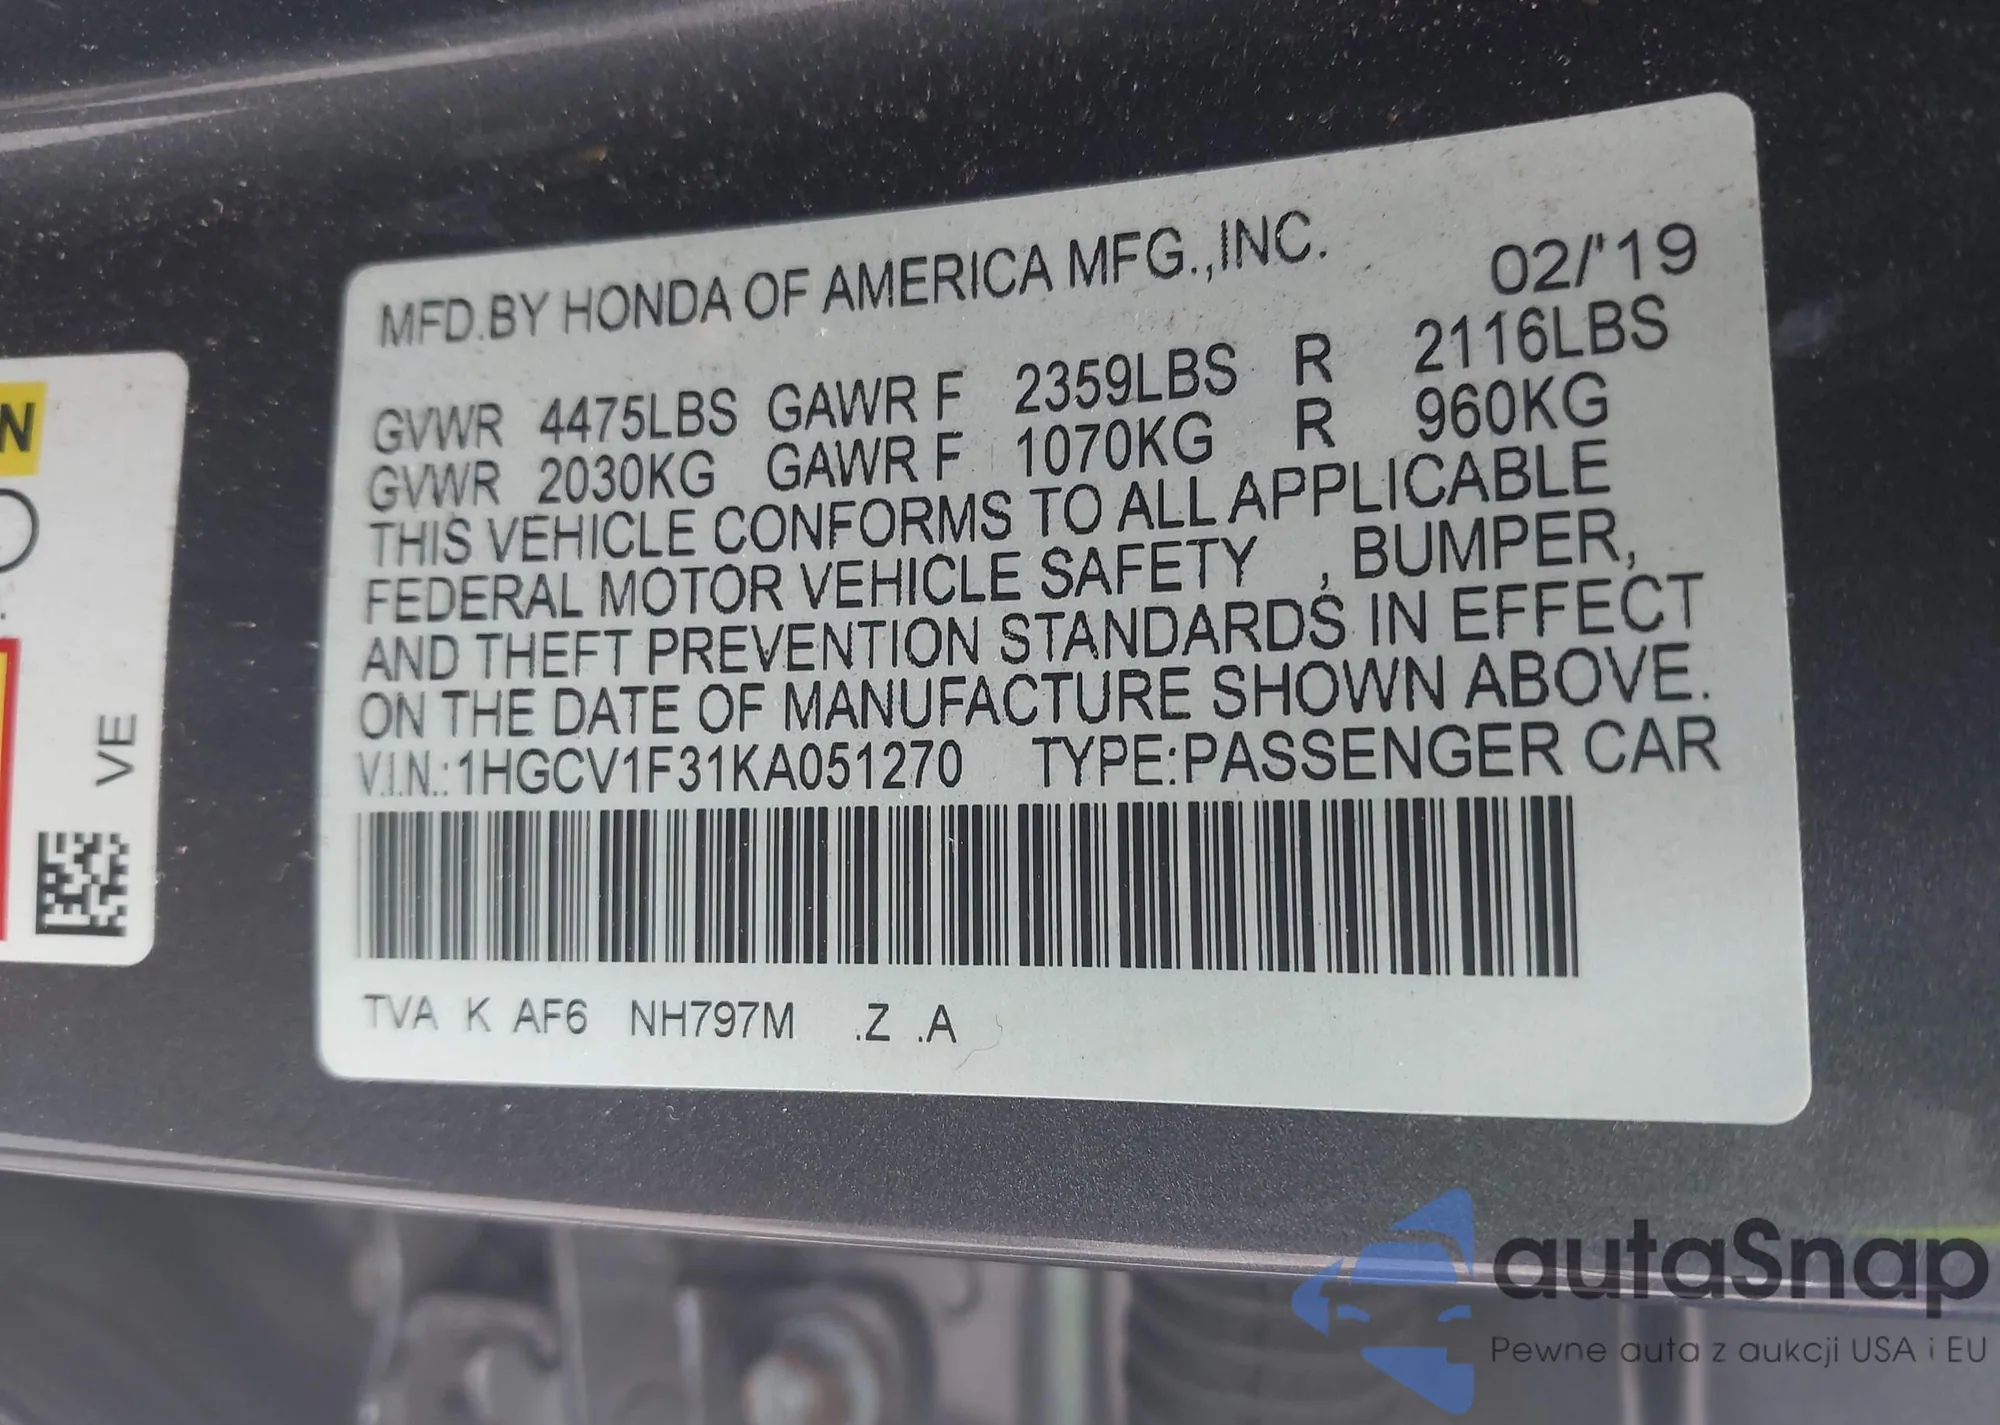 N
VE
MFD.BY HONDA OF AMERICA MFG.,INC. 02/'19
GVWR 4475LBS GAWR F 2359LBS R 2116LBS
GVWR 2030KG GAWR F 1070KG R 960KG
THIS VEHICLE CONFORMS TO ALL APPLICABLE
FEDERAL MOTOR VEHICLE SAFETY , BUMPER,
AND THEFT PREVENTION STANDARDS IN EFFECT
ON THE DATE OF MANUFACTURE SHOWN ABOVE.
V.I.N.:1HGCV1F31KA051270 TYPE:PASSENGER CAR
TVA K AF6 NH797M .Z .A
autaSnap
Pewne auta z aukcji USA i EU